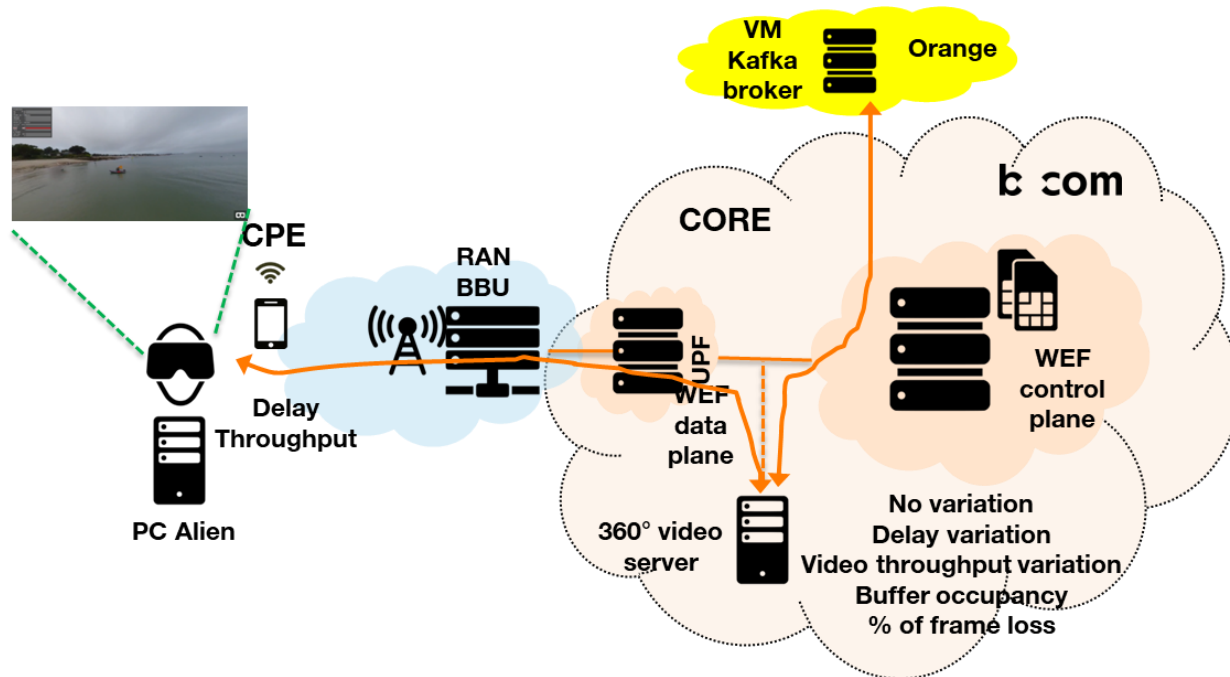 VM
Kafka
broker
Orange
b com
CORE
CPE
RAN
BBU
UPF
WEF
data
plane
WEF
control
plane
Delay
Throughput
PC Alien
360° video
server
No variation
Delay variation
Video throughput variation
Buffer occupancy
% of frame loss